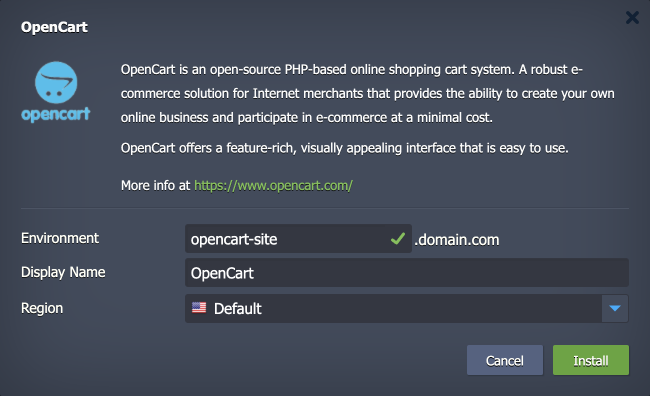 OpenCart
opencart
OpenCart is an open-source PHP-based online shopping cart system. A robust e-
commerce solution for Internet merchants that provides the ability to create your own
online business and participate in e-commerce at a minimal cost.
OpenCart offers a feature-rich, visually appealing interface that is easy to use.
More info at https://www.opencart.com/
Environment opencart-site .domain.com
Display Name OpenCart
Region Default
Cancel Install